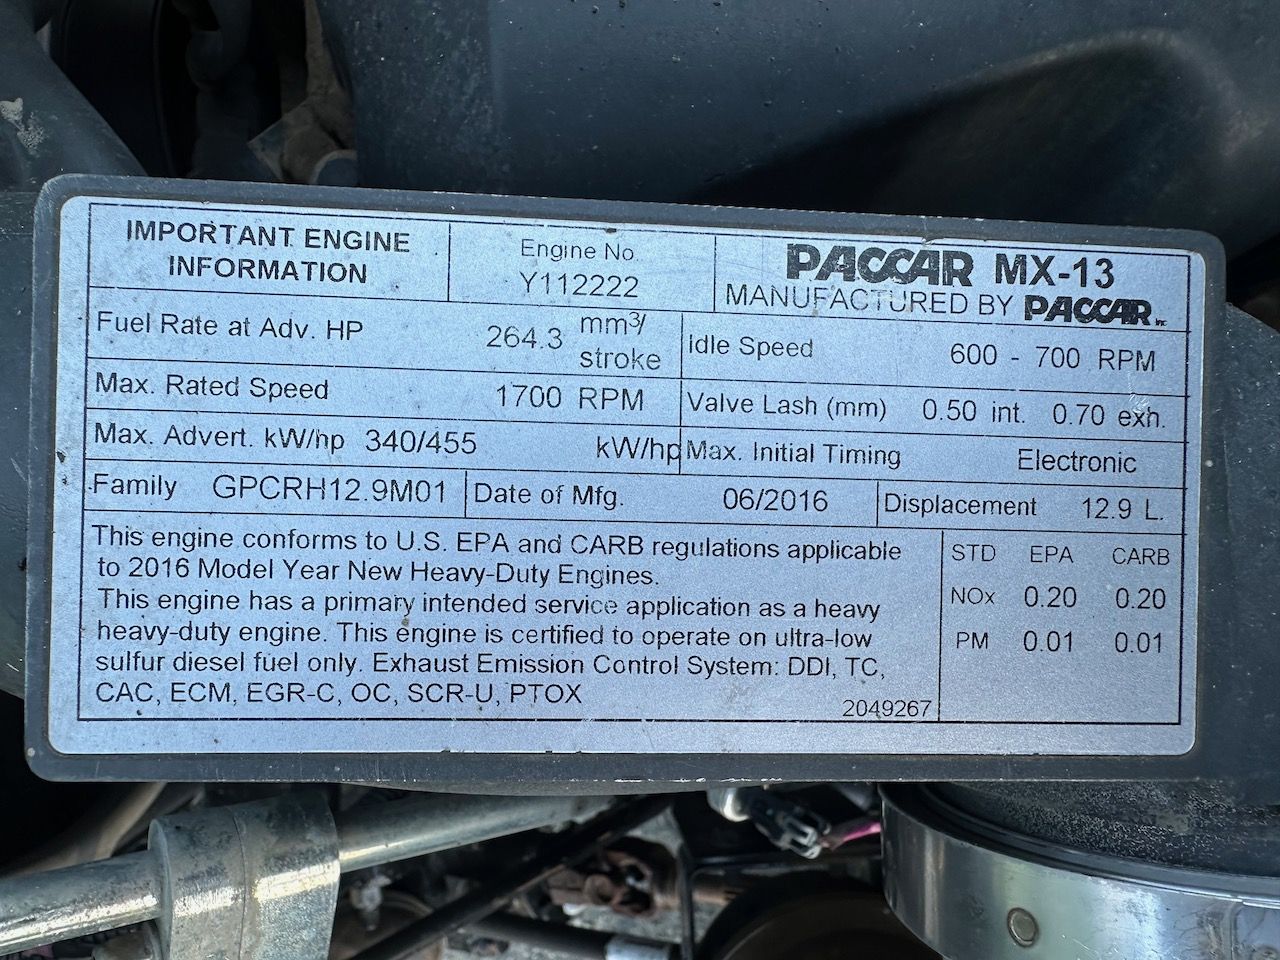 IMPORTANT ENGINE
INFORMATION
Engine No.
Y112222
PACCAR MX-13
MANUFACTURED BY PACCAR INC
Fuel Rate at Adv. HP 264.3 mm³/
stroke
Idle Speed 600 - 700 RPM
Max. Rated Speed 1700 RPM
Valve Lash (mm) 0.50 int. 0.70 exh.
Max. Advert. kW/hp 340/455 kW/hp
Max. Initial Timing Electronic
Family GPCRH12.9M01
Date of Mfg. 06/2016
Displacement 12.9 L.
This engine conforms to U.S. EPA and CARB regulations applicable
to 2016 Model Year New Heavy-Duty Engines.
This engine has a primary intended service application as a heavy
heavy-duty engine. This engine is certified to operate on ultra-low
sulfur diesel fuel only. Exhaust Emission Control System: DDI, TC,
CAC, ECM, EGR-C, OC, SCR-U, PTOX
2049267
STD EPA CARB
NOx 0.20 0.20
PM 0.01 0.01